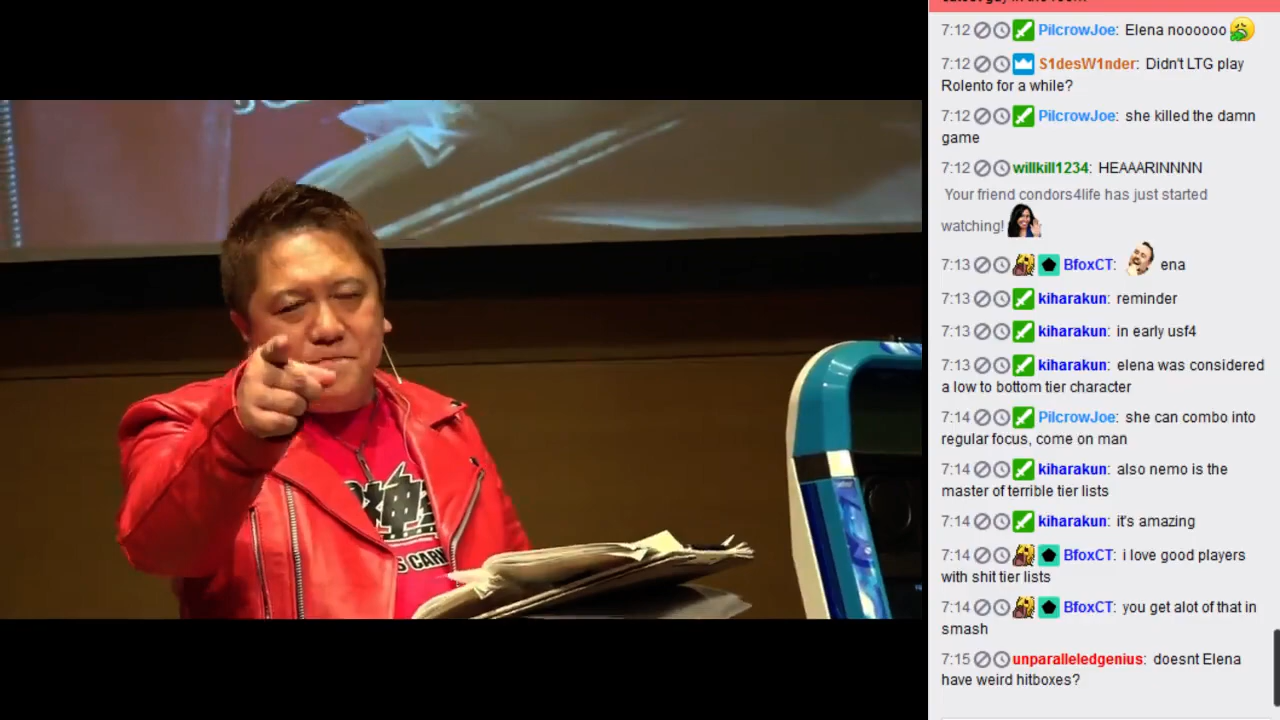 7:12 PilcrowJoe: Elena noooooo
7:12 S1desW1nder: Didn't LTG play
Rolento for a while?
7:12 PilcrowJoe: she killed the damn
game
7:12 willkill1234: HEAAARINNNN
Your friend condors4life has just started
watching!
7:13 BfoxCT: ena
7:13 kiharakun: reminder
7:13 kiharakun: in early usf4
7:13 kiharakun: elena was considered
a low to bottom tier character
7:14 PilcrowJoe: she can combo into
regular focus, come on man
7:14 kiharakun: also nemo is the
master of terrible tier lists
7:14 kiharakun: it's amazing
7:14 BfoxCT: i love good players
with shit tier lists
7:14 BfoxCT: you get alot of that in
smash
7:15 unparalleledgenius: doesnt Elena
have weird hitboxes?